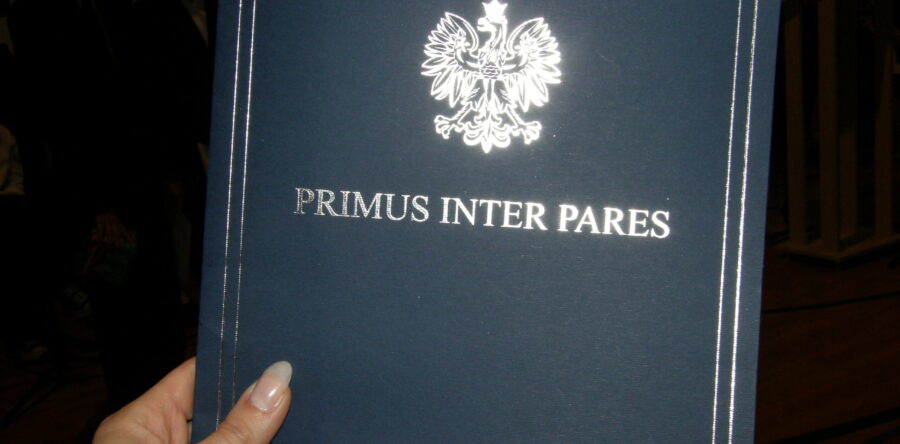 PRIMUS INTER PARES